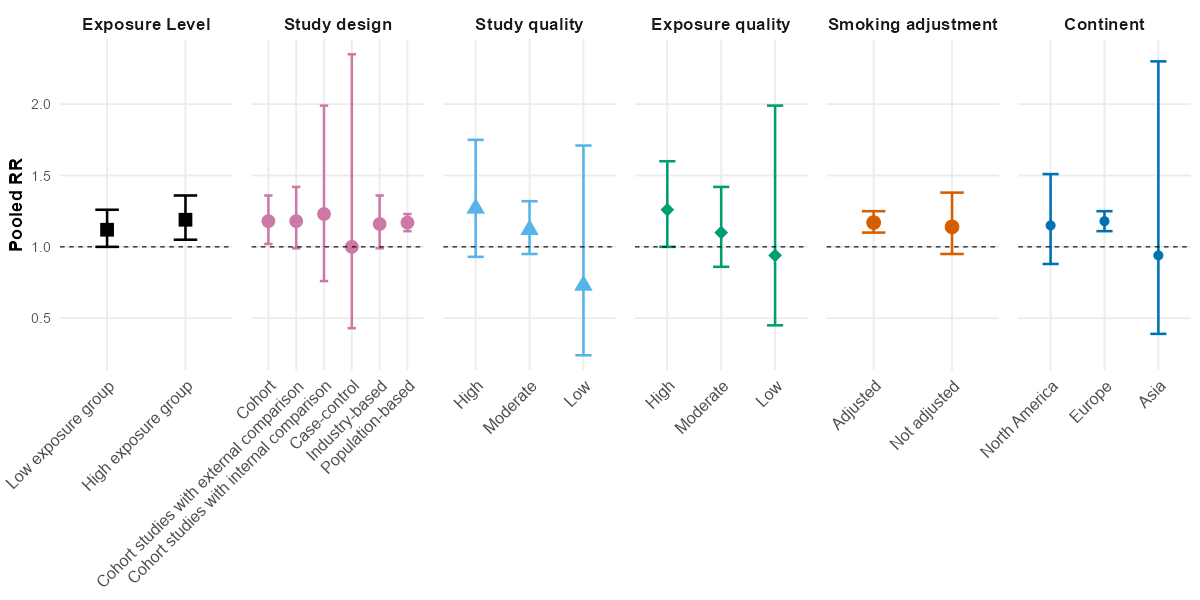 Exposure Level
Study design
Study quality
Exposure quality
Smoking adjustment
Continent
Pooled RR
2.0
1.5
1.0
0.5
Low exposure group
High exposure group
Cohort
Cohort studies with external comparison
Cohort studies with internal comparison
Case-control
Industry-based
Population-based
High
Moderate
Low
High
Moderate
Low
Adjusted
Not adjusted
North America
Europe
Asia